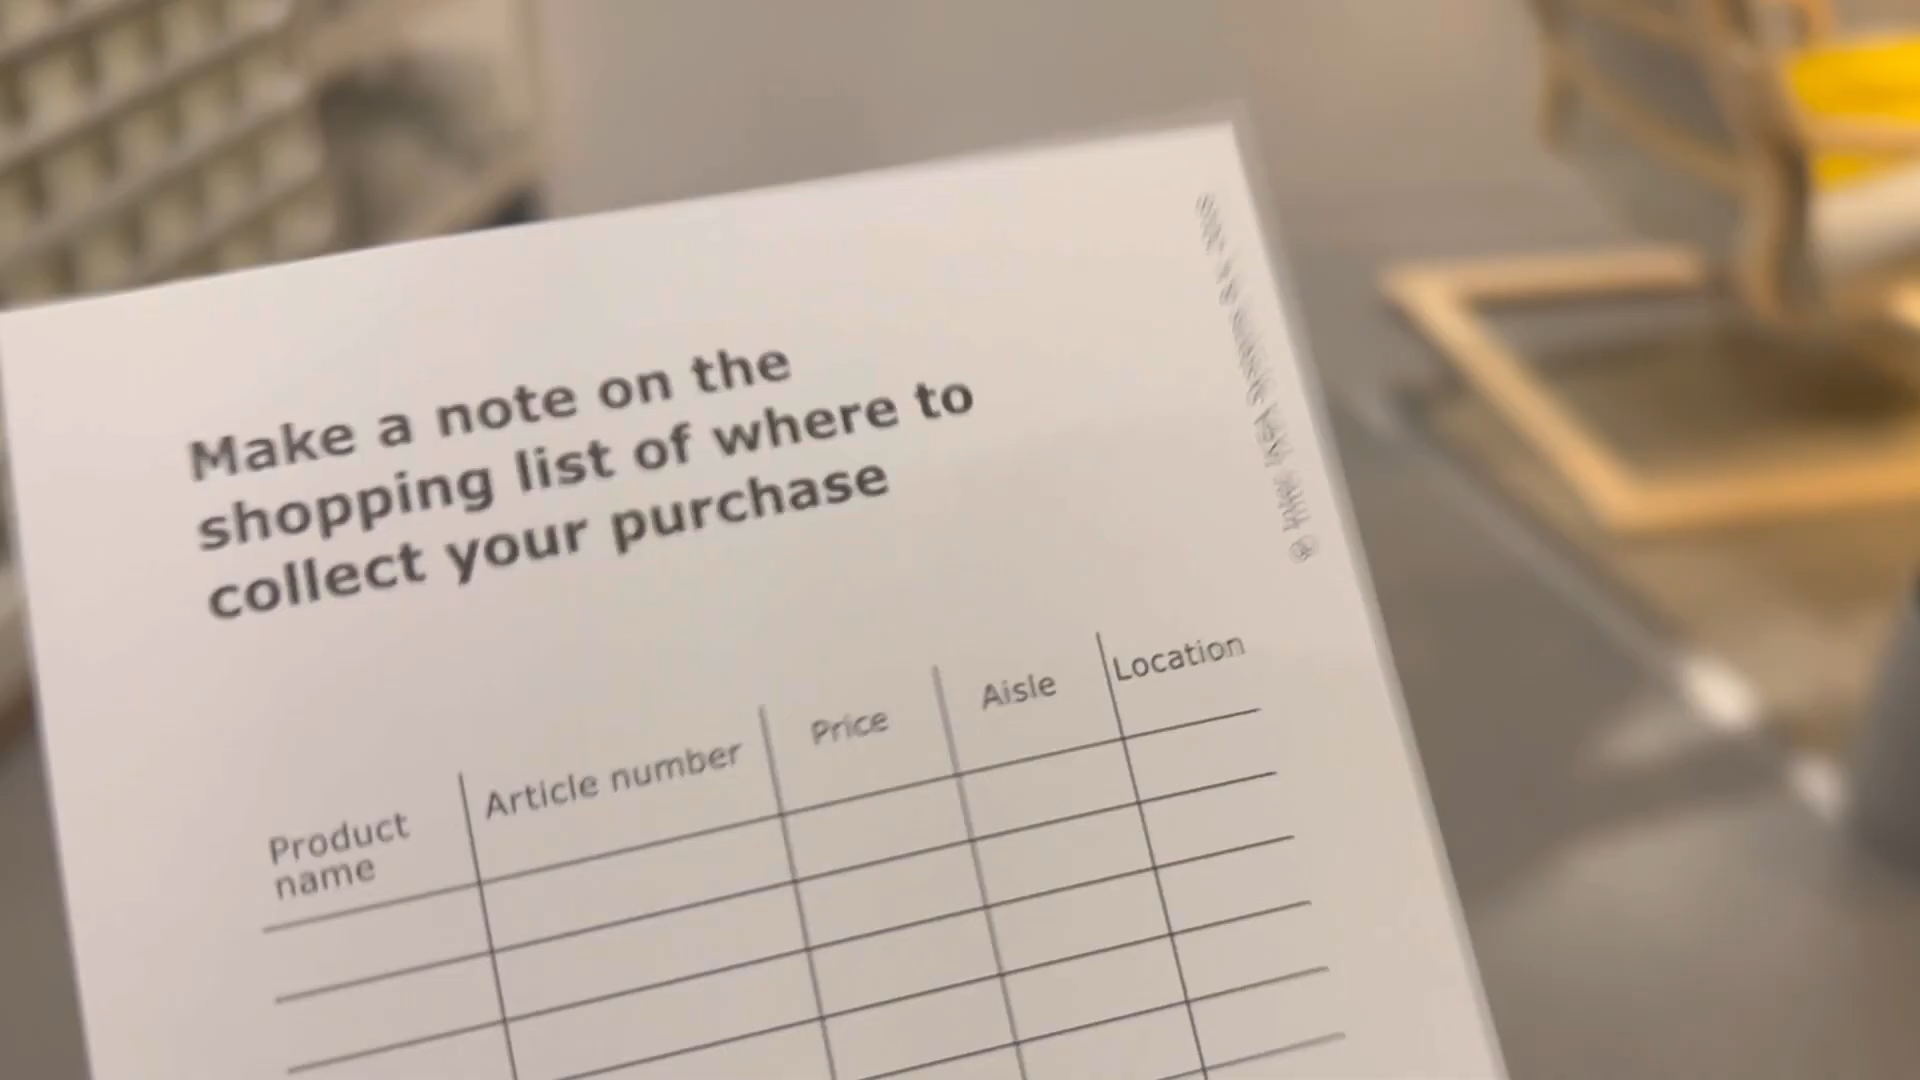 Make a note on the
shopping list of where to
collect your purchase
Product
name
Article number
Price
Aisle
Location